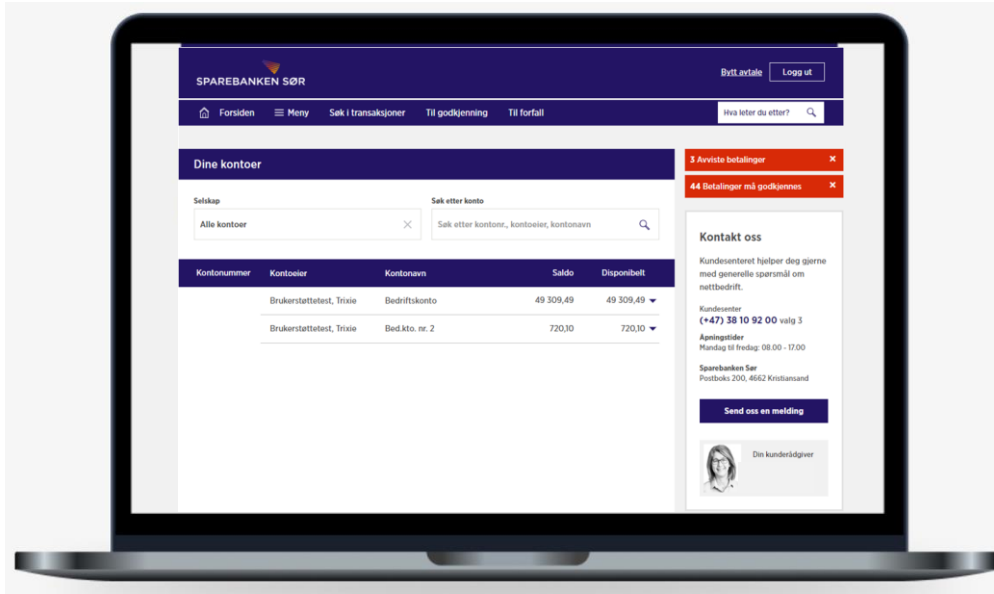 SPAREBANKEN SØR
Bytt avtale Logg ut
Forsiden Meny Søk i transaksjoner Til godkjenning Til forfall Hva leter du etter?
Dine kontoer
Selskap Søk etter konto
Alle kontoer Søk etter kontonr., kontoeier, kontonavn
Kontonummer Kontoeier Kontonavn Saldo Disponibelt
Brukerstøttetest, Trixie Bedriftskonto 49 309,49 49 309,49
Brukerstøttetest, Trixie Bed.kto. nr. 2 720,10 720,10
3 Avviste betalinger
44 Betalinger må godkjennes
Kontakt oss
Kundesenteret hjelper deg gjerne
med generelle spørsmål om
nettbedrift.
Kundesenter
(+47) 38 10 92 00 valg 3
Åpningstider
Mandag til fredag: 08.00 - 17.00
Sparebanken Sør
Postboks 200, 4662 Kristiansand
Send oss en melding
Din kunderådgiver